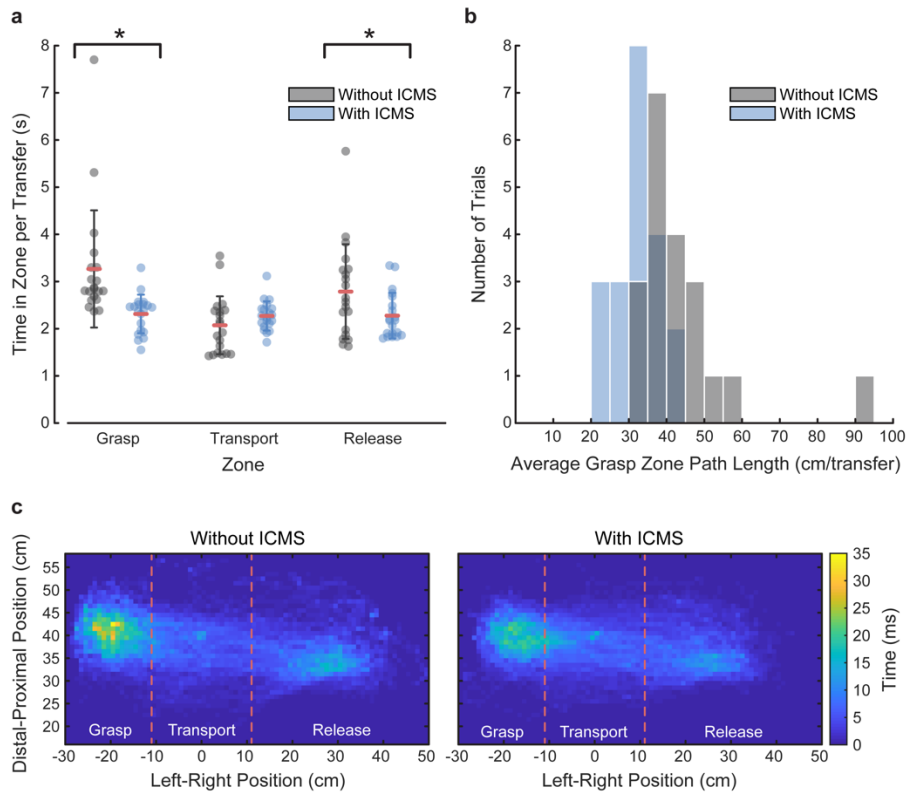 a
b
*
*
8
7
6
5
4
3
2
1
0
Time in Zone per Transfer (s)
Without ICMS
With ICMS
Grasp
Transport
Release
Zone
8
7
6
5
4
3
2
1
0
Number of Trials
Without ICMS
With ICMS
10 20 30 40 50 60 70 80 90 100
Average Grasp Zone Path Length (cm/transfer)
c
Without ICMS
With ICMS
Distal-Proximal Position (cm)
55
50
45
40
35
30
25
20
Grasp
Transport
Release
-30 -20 -10 0 10 20 30 40 50
Left-Right Position (cm)
Grasp
Transport
Release
-30 -20 -10 0 10 20 30 40 50
Left-Right Position (cm)
35
30
25
20
15
10
5
0
Time (ms)